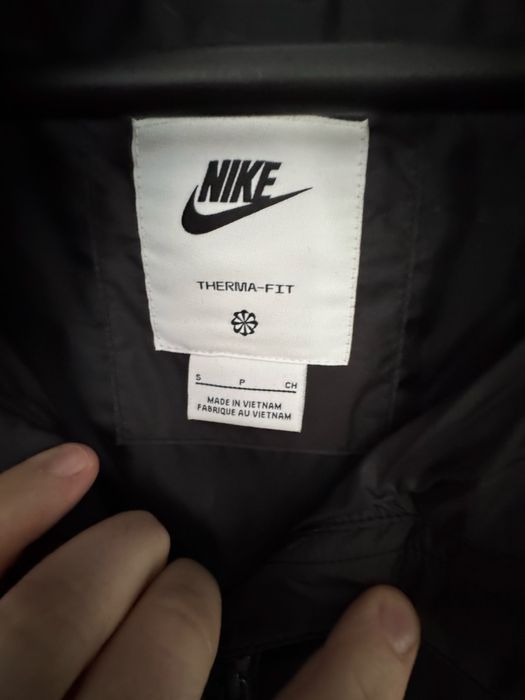 NIKE
THERMA-FIT
S P CH
MADE IN VIETNAM
FABRIQUE AU VIETNAM